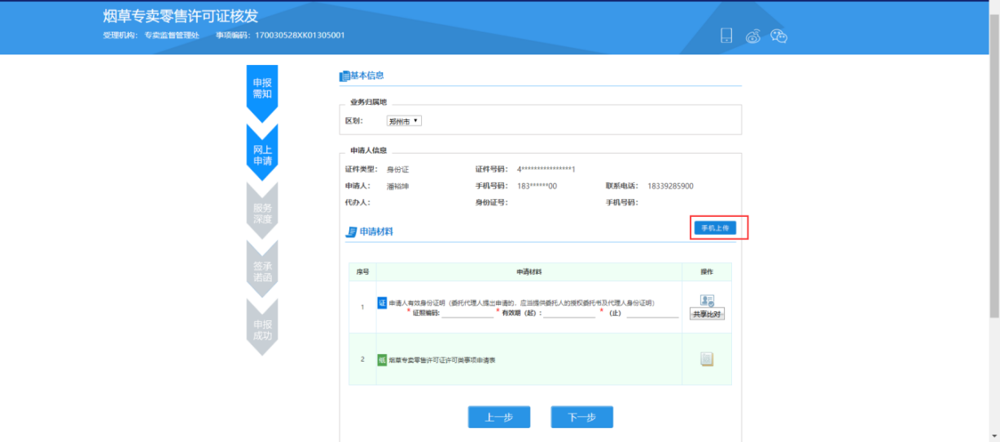 烟草专卖零售许可证核发
受理机构： 专卖监督管理处 事项编码：170030528XK01305001
申报
需知
网上
申请
服务
深度
签承
诺函
申报
成功
基本信息
业务归属地
区划： 郑州市
申请人信息
证件类型： 身份证 证件号码： 4****************1
申请人： 潘裕坤 手机号码： 183******00 联系电话： 18339285900
代办人： 身份证号： 手机号码：
申请材料 手机上传
序号 申请材料 操作
1 证 申请人有效身份证明（委托代理人提出申请的，应当提供委托人的授权委托书及代理人身份证明）
* 证照编码: * 有效期（起）: * （止） 共享比对
2 纸 烟草专卖零售许可证许可类事项申请表
上一步 下一步